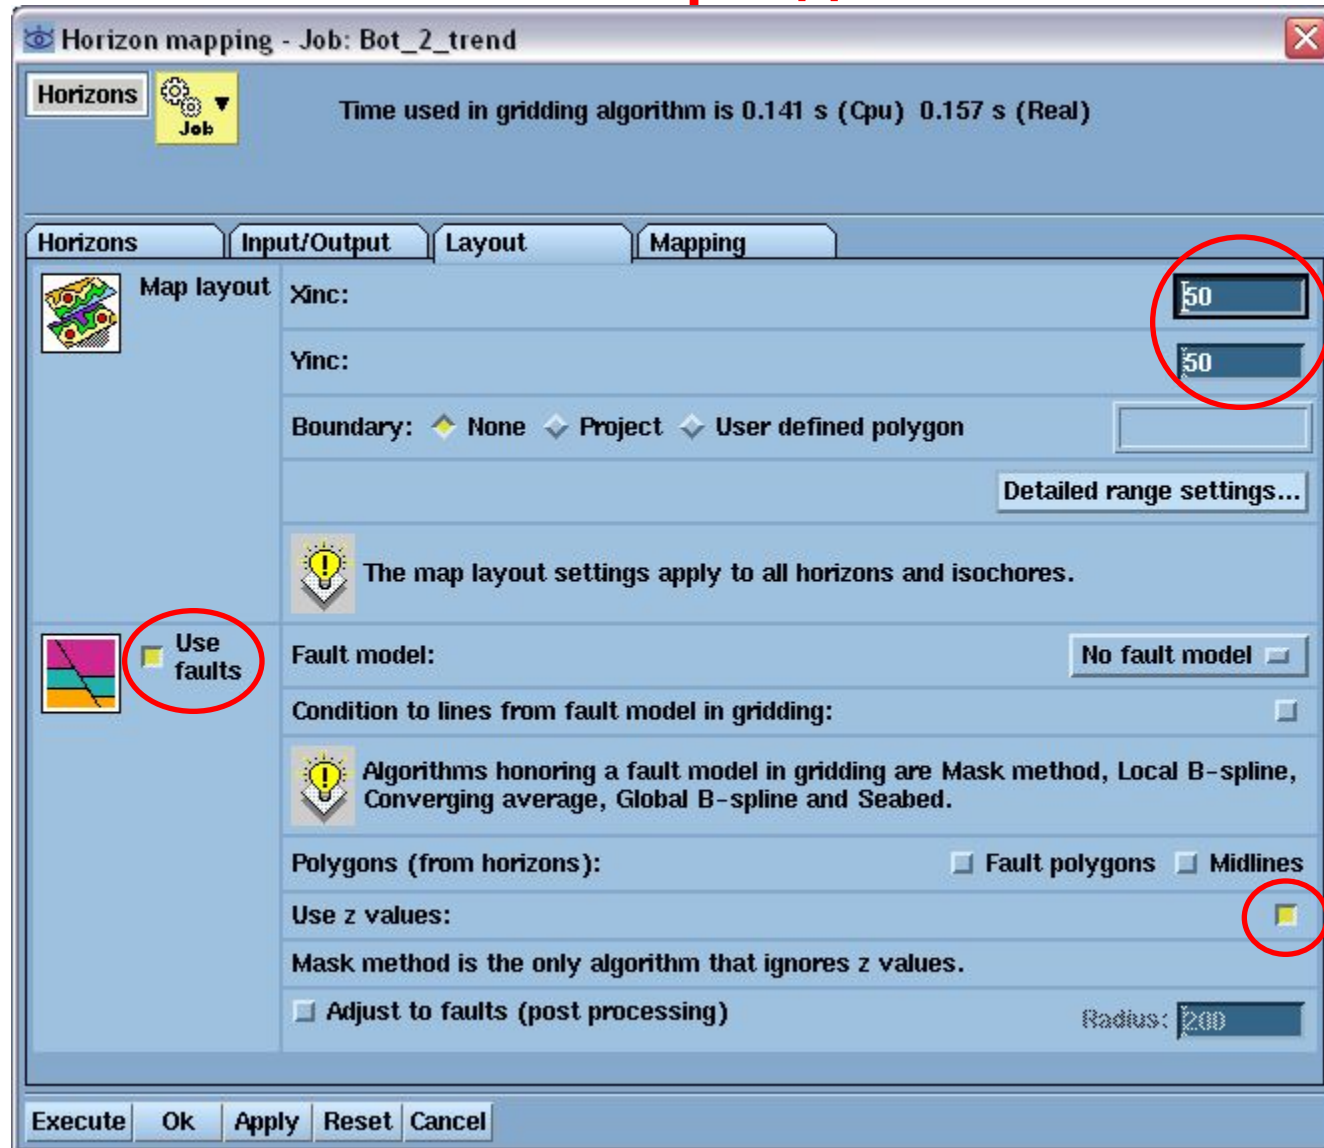 Horizon mapping - Job: Bot_2_trend
Horizons
Job
Time used in gridding algorithm is 0.141 s (Cpu) 0.157 s (Real)
Horizons Input/Output Layout Mapping
Map layout
Xinc: 50
Yinc: 50
Boundary: None Project User defined polygon
Detailed range settings...
The map layout settings apply to all horizons and isochores.
Use
faults
Fault model: No fault model
Condition to lines from fault model in gridding:
Algorithms honoring a fault model in gridding are Mask method, Local B-spline,
Converging average, Global B-spline and Seabed.
Polygons (from horizons): Fault polygons Midlines
Use z values:
Mask method is the only algorithm that ignores z values.
Adjust to faults (post processing) Radius: 200
Execute Ok Apply Reset Cancel